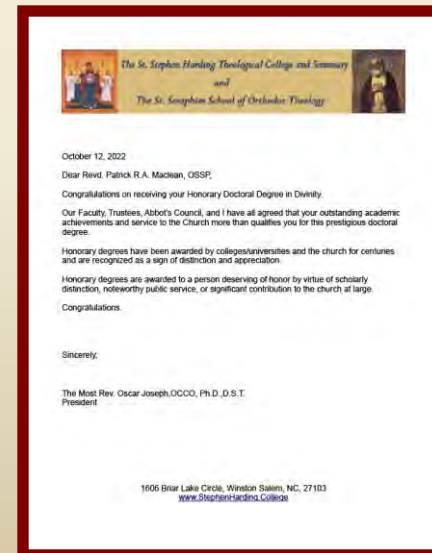 The St. Stephen Harding Theological College and Seminary
and
The St. Seraphim School of Orthodox Theology
October 12, 2022
Dear Revd. Patrick R.A. Maclean, OSSP,
Congratulations on receiving your Honorary Doctoral Degree in Divinity.
Our Faculty, Trustees, Abbot's Council, and I have all agreed that your outstanding academic
achievements and service to the Church more than qualifies you for this prestigious doctoral
degree.
Honorary degrees have been awarded by colleges/universities and the church for centuries
and are recognized as a sign of distinction and appreciation.
Honorary degrees are awarded to a person deserving of honor by virtue of scholarly
distinction, noteworthy public service, or significant contribution to the church at large.
Congratulations.
Sincerely,
The Most Rev. Oscar Joseph,OCCO, Ph.D.,D.S.T.
President
1606 Briar Lake Circle, Winston Salem, NC, 27103
www.StephenHarding.College